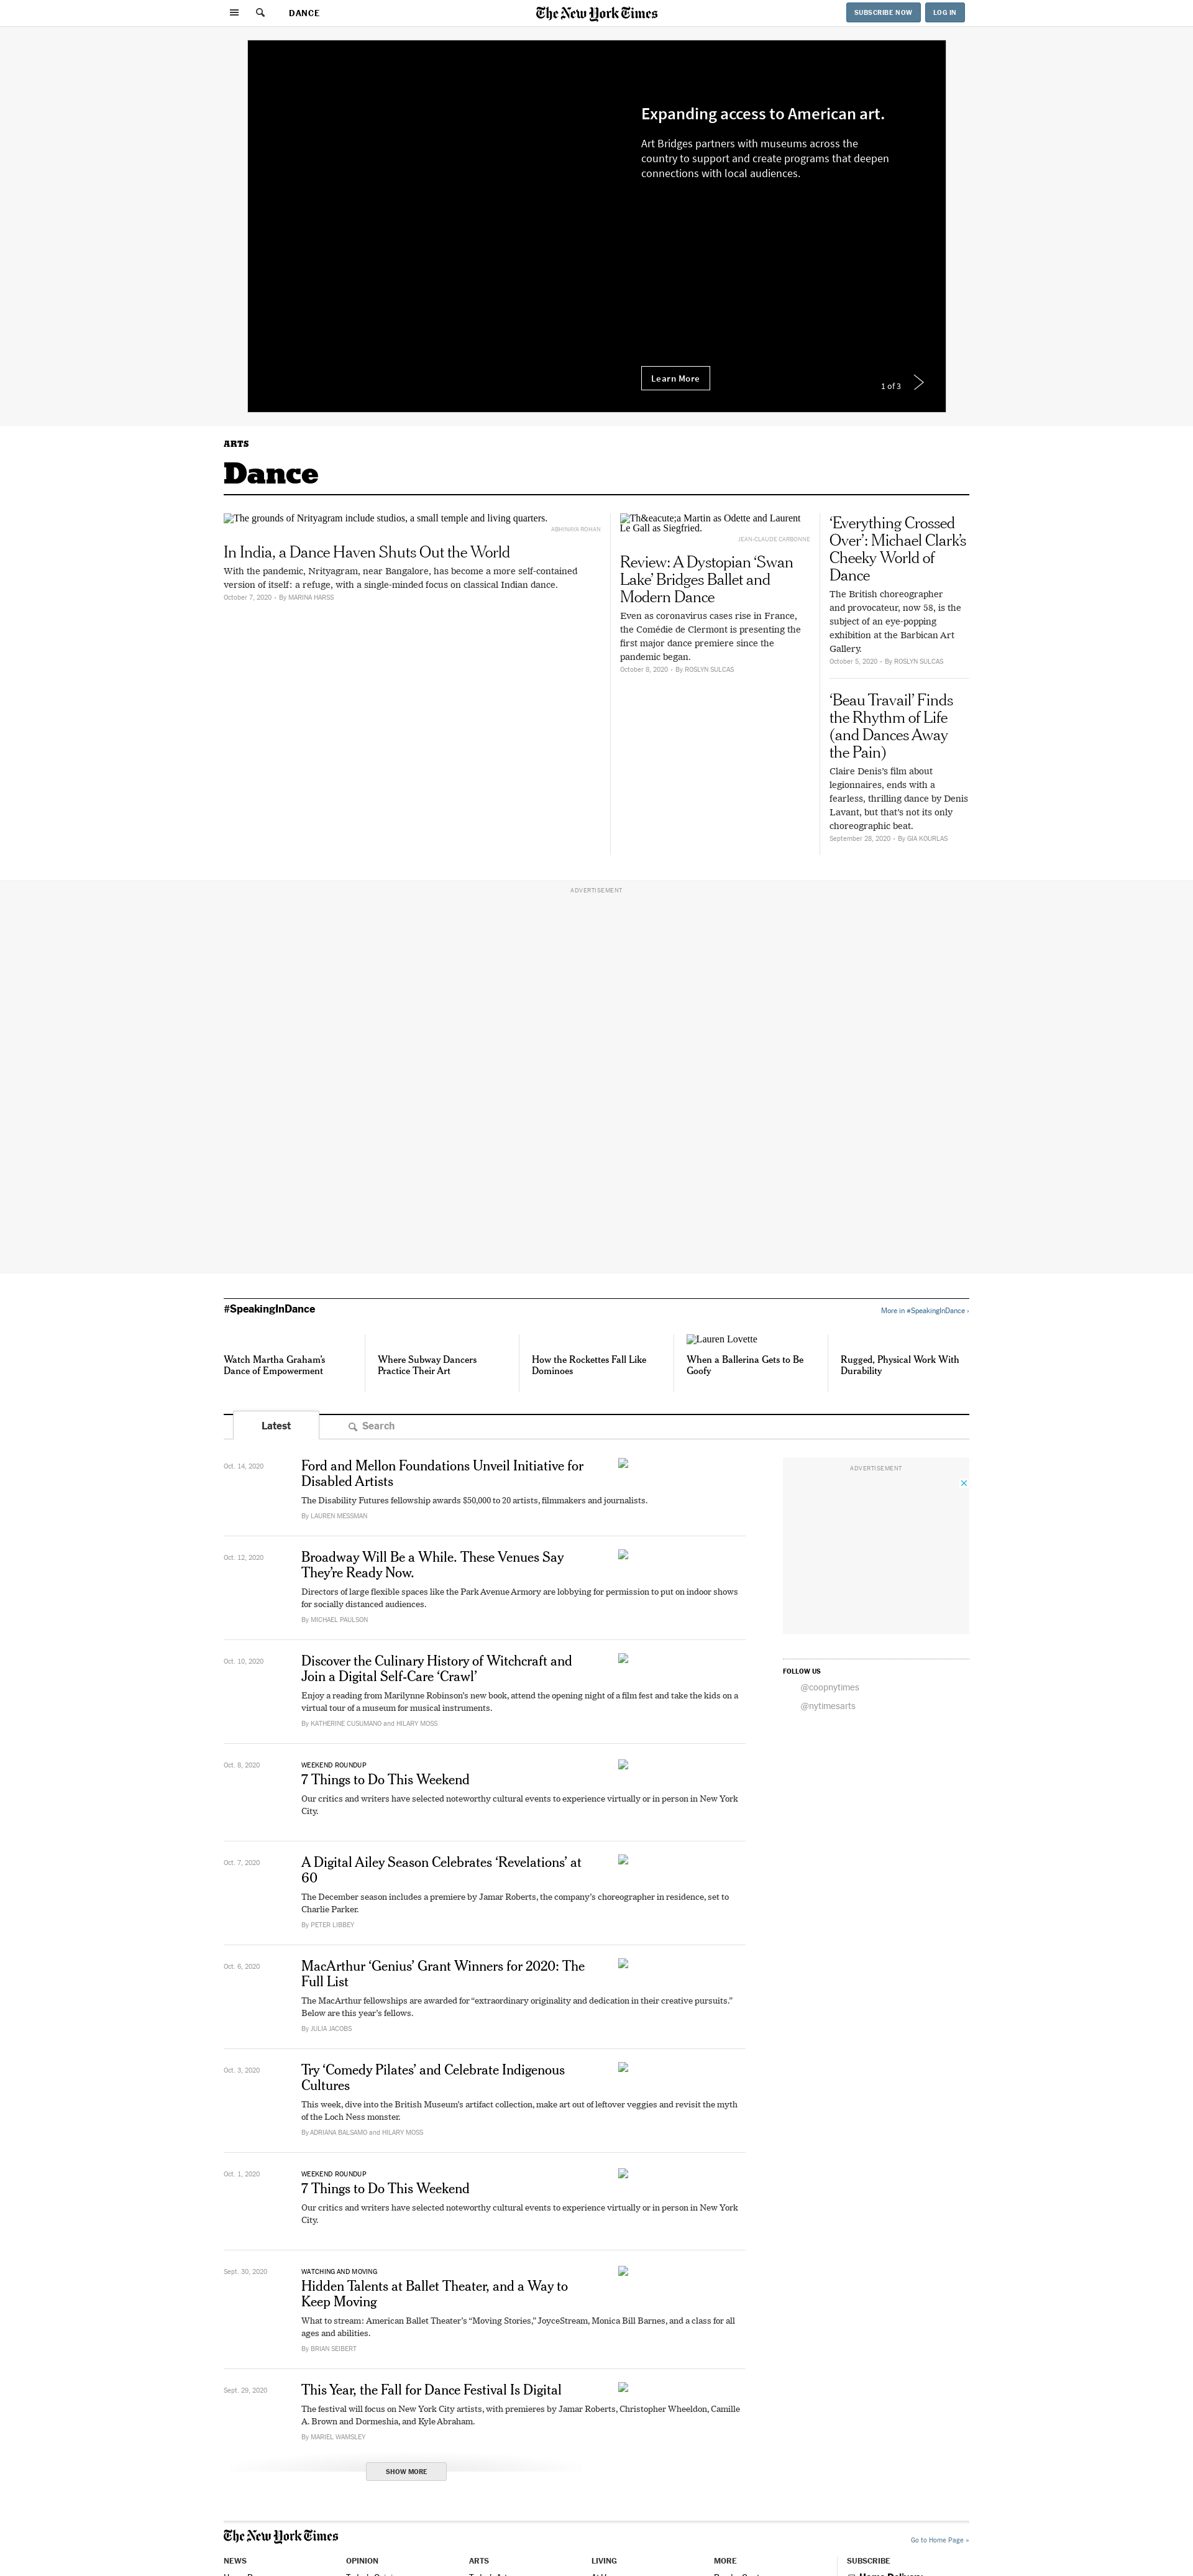 DANCE
The New York Times
SUBSCRIBE NOW
LOG IN
Expanding access to American art.
Art Bridges partners with museums across the
country to support and create programs that deepen
connections with local audiences.
Learn More
1 of 3
ARTS
Dance
The grounds of Nrityagram include studios, a small temple and living quarters.
ABHINAYA ROHAN
In India, a Dance Haven Shuts Out the World
With the pandemic, Nrityagram, near Bangalore, has become a more self-contained
version of itself: a refuge, with a single-minded focus on classical Indian dance.
October 7, 2020 • By MARINA HARSS
Th&eacute;a Martin as Odette and Laurent
Le Gall as Siegfried.
JEAN-CLAUDE CARBONNE
Review: A Dystopian ‘Swan
Lake’ Bridges Ballet and
Modern Dance
Even as coronavirus cases rise in France,
the Comédie de Clermont is presenting the
first major dance premiere since the
pandemic began.
October 8, 2020 • By ROSLYN SULCAS
‘Everything Crossed
Over’: Michael Clark’s
Cheeky World of
Dance
The British choreographer
and provocateur, now 58, is the
subject of an eye-popping
exhibition at the Barbican Art
Gallery.
October 5, 2020 • By ROSLYN SULCAS
‘Beau Travail’ Finds
the Rhythm of Life
(and Dances Away
the Pain)
Claire Denis’s film about
legionnaires, ends with a
fearless, thrilling dance by Denis
Lavant, but that’s not its only
choreographic beat.
September 28, 2020 • By GIA KOURLAS
ADVERTISEMENT
#SpeakingInDance
More in #SpeakingInDance ›
Watch Martha Graham’s
Dance of Empowerment
Where Subway Dancers
Practice Their Art
How the Rockettes Fall Like
Dominoes
Lauren Lovette
When a Ballerina Gets to Be
Goofy
Rugged, Physical Work With
Durability
Latest
Search
Oct. 14, 2020
Ford and Mellon Foundations Unveil Initiative for
Disabled Artists
The Disability Futures fellowship awards $50,000 to 20 artists, filmmakers and journalists.
By LAUREN MESSMAN
ADVERTISEMENT
Oct. 12, 2020
Broadway Will Be a While. These Venues Say
They’re Ready Now.
Directors of large flexible spaces like the Park Avenue Armory are lobbying for permission to put on indoor shows
for socially distanced audiences.
By MICHAEL PAULSON
Oct. 10, 2020
Discover the Culinary History of Witchcraft and
Join a Digital Self-Care ‘Crawl’
Enjoy a reading from Marilynne Robinson’s new book, attend the opening night of a film fest and take the kids on a
virtual tour of a museum for musical instruments.
By KATHERINE CUSUMANO and HILARY MOSS
FOLLOW US
@coopnytimes
@nytimesarts
Oct. 8, 2020
WEEKEND ROUNDUP
7 Things to Do This Weekend
Our critics and writers have selected noteworthy cultural events to experience virtually or in person in New York
City.
Oct. 7, 2020
A Digital Ailey Season Celebrates ‘Revelations’ at
60
The December season includes a premiere by Jamar Roberts, the company’s choreographer in residence, set to
Charlie Parker.
By PETER LIBBEY
Oct. 6, 2020
MacArthur ‘Genius’ Grant Winners for 2020: The
Full List
The MacArthur fellowships are awarded for “extraordinary originality and dedication in their creative pursuits.”
Below are this year’s fellows.
By JULIA JACOBS
Oct. 3, 2020
Try ‘Comedy Pilates’ and Celebrate Indigenous
Cultures
This week, dive into the British Museum’s artifact collection, make art out of leftover veggies and revisit the myth
of the Loch Ness monster.
By ADRIANA BALSAMO and HILARY MOSS
Oct. 1, 2020
WEEKEND ROUNDUP
7 Things to Do This Weekend
Our critics and writers have selected noteworthy cultural events to experience virtually or in person in New York
City.
Sept. 30, 2020
WATCHING AND MOVING
Hidden Talents at Ballet Theater, and a Way to
Keep Moving
What to stream: American Ballet Theater’s “Moving Stories,” JoyceStream, Monica Bill Barnes, and a class for all
ages and abilities.
By BRIAN SEIBERT
Sept. 29, 2020
This Year, the Fall for Dance Festival Is Digital
The festival will focus on New York City artists, with premieres by Jamar Roberts, Christopher Wheeldon, Camille
A. Brown and Dormeshia, and Kyle Abraham.
By MARIEL WAMSLEY
SHOW MORE
The New York Times
Go to Home Page »
NEWS
OPINION
ARTS
LIVING
MORE
SUBSCRIBE